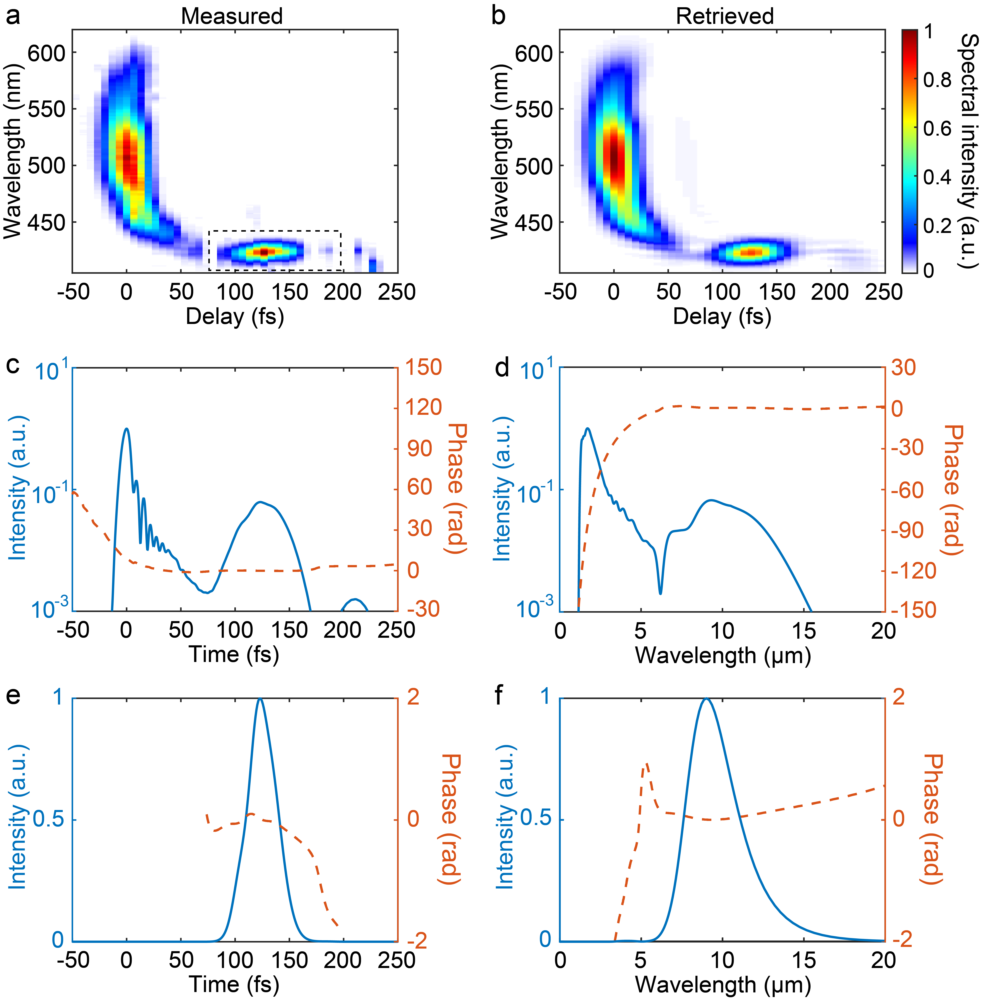 a
Measured
Wavelength (nm)
600
550
500
450
-50 0 50 100 150 200 250
Delay (fs)
b
Retrieved
Wavelength (nm)
600
550
500
450
-50 0 50 100 150 200 250
Delay (fs)
1
0.8
0.6
0.4
0.2
0
Spectral intensity (a.u.)
c
Intensity (a.u.)
10^1
10^-1
10^-3
150
120
90
60
30
0
-30
Phase (rad)
-50 0 50 100 150 200 250
Time (fs)
d
Intensity (a.u.)
10^1
10^-1
10^-3
30
0
-30
-60
-90
-120
-150
Phase (rad)
0 5 10 15 20
Wavelength (μm)
e
Intensity (a.u.)
1
0.5
0
2
0
-2
Phase (rad)
-50 0 50 100 150 200 250
Time (fs)
f
Intensity (a.u.)
1
0.5
0
2
0
-2
Phase (rad)
0 5 10 15 20
Wavelength (μm)